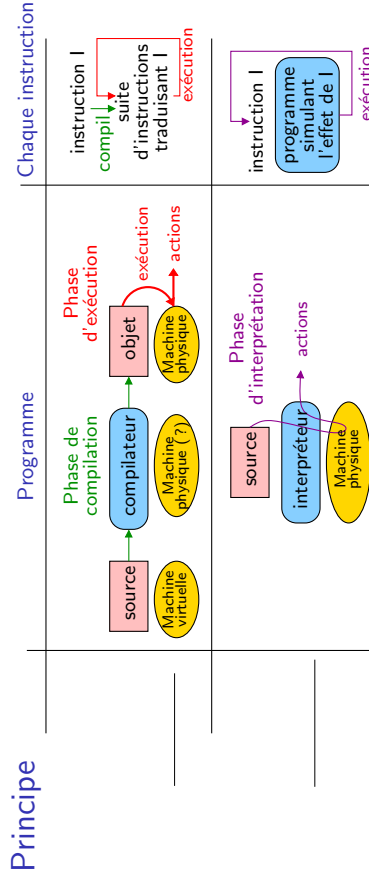 Principe
Programme
Chaque instruction
Phase de
compilation
Phase
d'exécution
source
compilateur
objet
exécution
actions
Machine
virtuelle
Machine
physique (?)
Machine
physique
instruction I
compil
suite
d'instructions
traduisant I
exécution
Phase
d'interprétation
source
interpréteur
actions
Machine
physique
instruction I
programme
simulant
l'effet de I
exécution